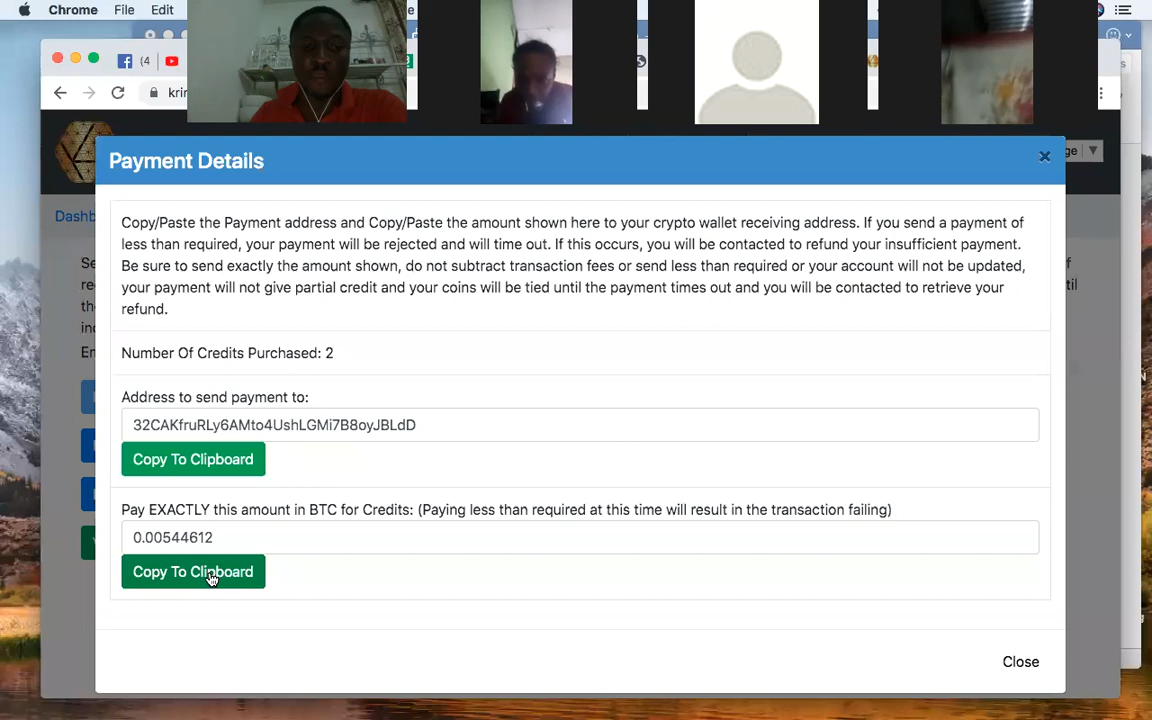 Chrome File Edit
(4
krir
ge ▼
Payment Details ×
Dashb
Copy/Paste the Payment address and Copy/Paste the amount shown here to your crypto wallet receiving address. If you send a payment of
less than required, your payment will be rejected and will time out. If this occurs, you will be contacted to refund your insufficient payment.
Be sure to send exactly the amount shown, do not subtract transaction fees or send less than required or your account will not be updated,
your payment will not give partial credit and your coins will be tied until the payment times out and you will be contacted to retrieve your
refund.
Number Of Credits Purchased: 2
Address to send payment to:
32CAKfruRLy6AMto4UshLGMi7B8oyJBLdD
Copy To Clipboard
Pay EXACTLY this amount in BTC for Credits: (Paying less than required at this time will result in the transaction failing)
0.00544612
Copy To Clipboard
Close